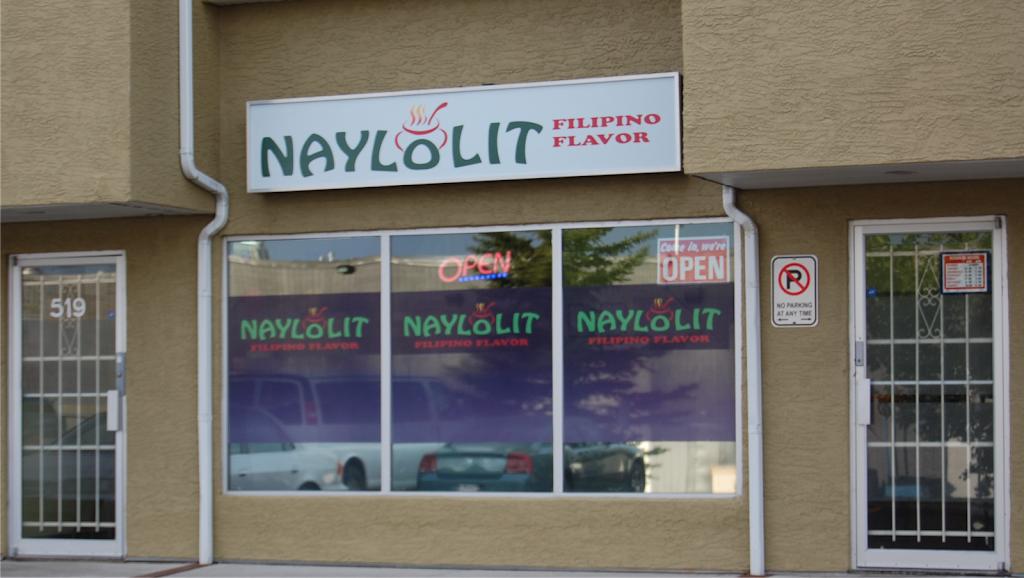 NAYLOLIT
FILIPINO
FLAVOR
OPEN
Come in, we're
OPEN
NAYLOLIT
FILIPINO FLAVOR
NAYLOLIT
FILIPINO FLAVOR
NAYLOLIT
FILIPINO FLAVOR
519
P
NO PARKING
AT ANY TIME